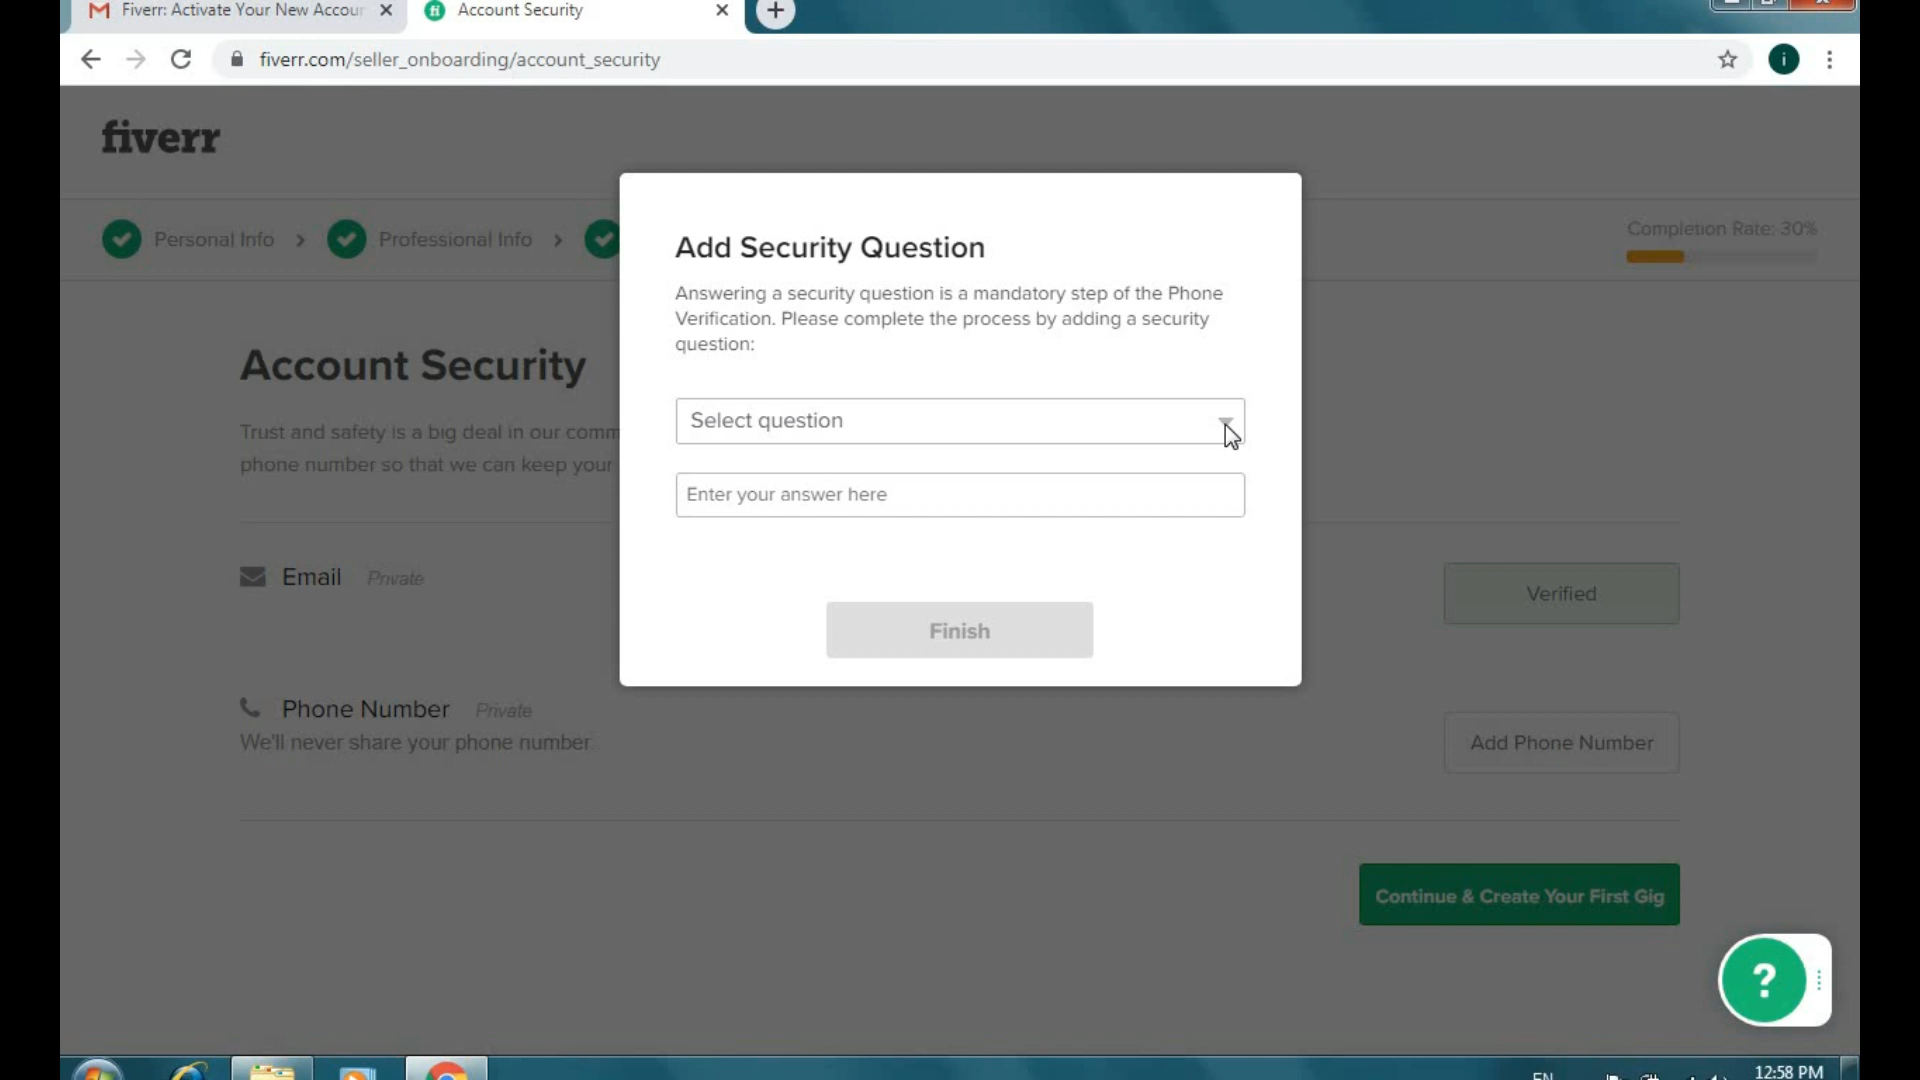 Fiverr: Activate Your New Accour
Account Security
fiverr.com/seller_onboarding/account_security
i
fiverr
Personal Info
Professional Info
Completion Rate: 30%
Add Security Question
Answering a security question is a mandatory step of the Phone
Verification. Please complete the process by adding a security
question:
Select question
Enter your answer here
Finish
Account Security
Trust and safety is a big deal in our comm
phone number so that we can keep your
Email Private
Verified
Phone Number Private
We'll never share your phone number.
Add Phone Number
Continue & Create Your First Gig
?
EN
12:58 PM